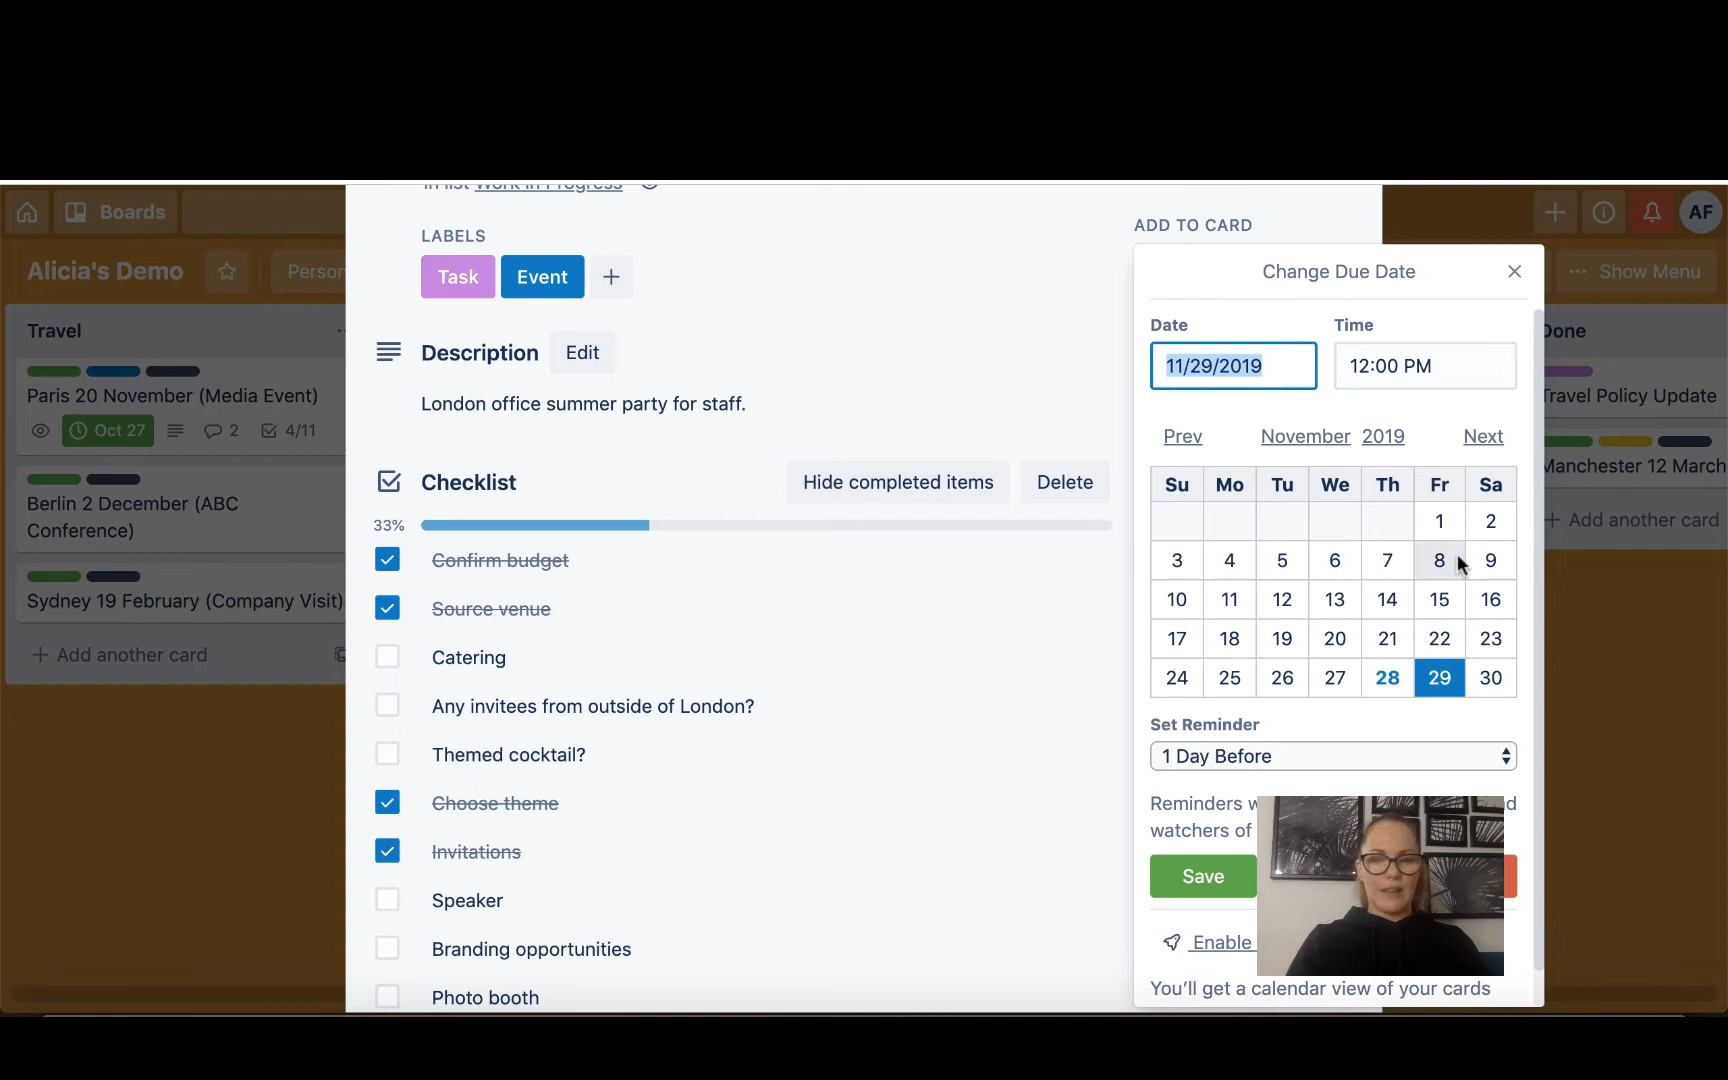 in list Work in Progress
Boards
AF
Alicia's Demo
Person
Show Menu
Travel
Paris 20 November (Media Event)
Oct 27
2
4/11
Berlin 2 December (ABC
Conference)
Sydney 19 February (Company Visit)
+ Add another card
LABELS
Task
Event
+
Description
Edit
London office summer party for staff.
Checklist
Hide completed items
Delete
33%
Confirm budget
Source venue
Catering
Any invitees from outside of London?
Themed cocktail?
Choose theme
Invitations
Speaker
Branding opportunities
Photo booth
ADD TO CARD
Change Due Date
Date
Time
11/29/2019
12:00 PM
Prev
November 2019
Next
Su Mo Tu We Th Fr Sa
1 2
3 4 5 6 7 8 9
10 11 12 13 14 15 16
17 18 19 20 21 22 23
24 25 26 27 28 29 30
Set Reminder
1 Day Before
Reminders
watchers of
Save
Enable
You'll get a calendar view of your cards
Done
Travel Policy Update
Manchester 12 March
+ Add another card